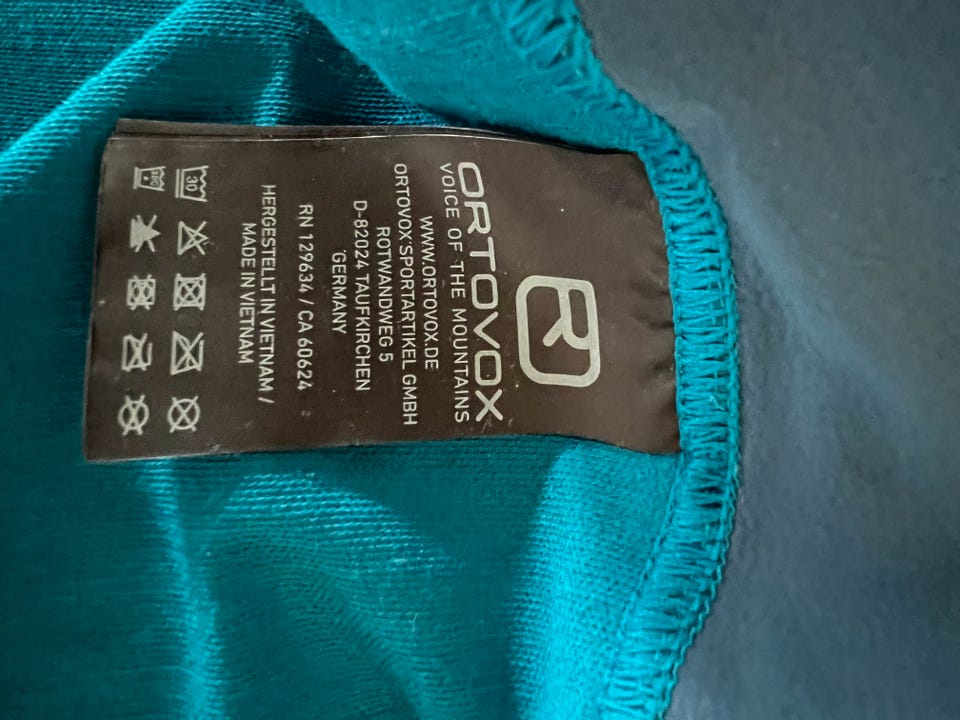 R
ORTOVOX
VOICE OF THE MOUNTAINS
WWW.ORTOVOX.DE
ORTOVOX SPORTARTIKEL GMBH
ROTWANDWEG 5
D-82024 TAUFKIRCHEN
GERMANY
RN 129634 / CA 60624
HERGESTELLT IN VIETNAM /
MADE IN VIETNAM
30